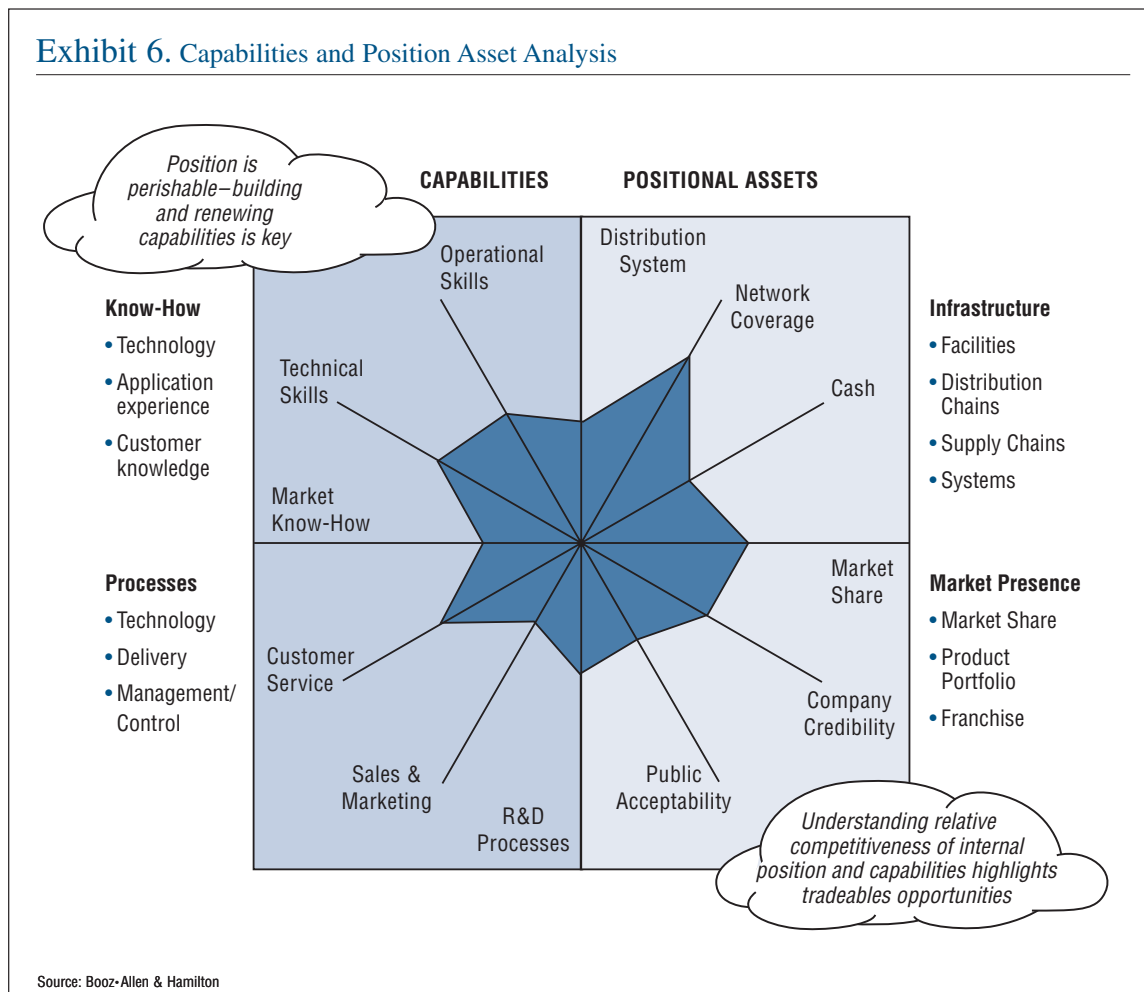 Exhibit 6. Capabilities and Position Asset Analysis
Position is
perishable–building
and renewing
capabilities is key
CAPABILITIES
POSITIONAL ASSETS
Operational
Skills
Distribution
System
Network
Coverage
Technical
Skills
Cash
Market
Know-How
Market
Share
Customer
Service
Company
Credibility
Sales &
Marketing
Public
Acceptability
R&D
Processes
Know-How
• Technology
• Application
experience
• Customer
knowledge
Processes
• Technology
• Delivery
• Management/
Control
Infrastructure
• Facilities
• Distribution
Chains
• Supply Chains
• Systems
Market Presence
• Market Share
• Product
Portfolio
• Franchise
Understanding relative
competitiveness of internal
position and capabilities highlights
tradeables opportunities
Source: Booz•Allen & Hamilton